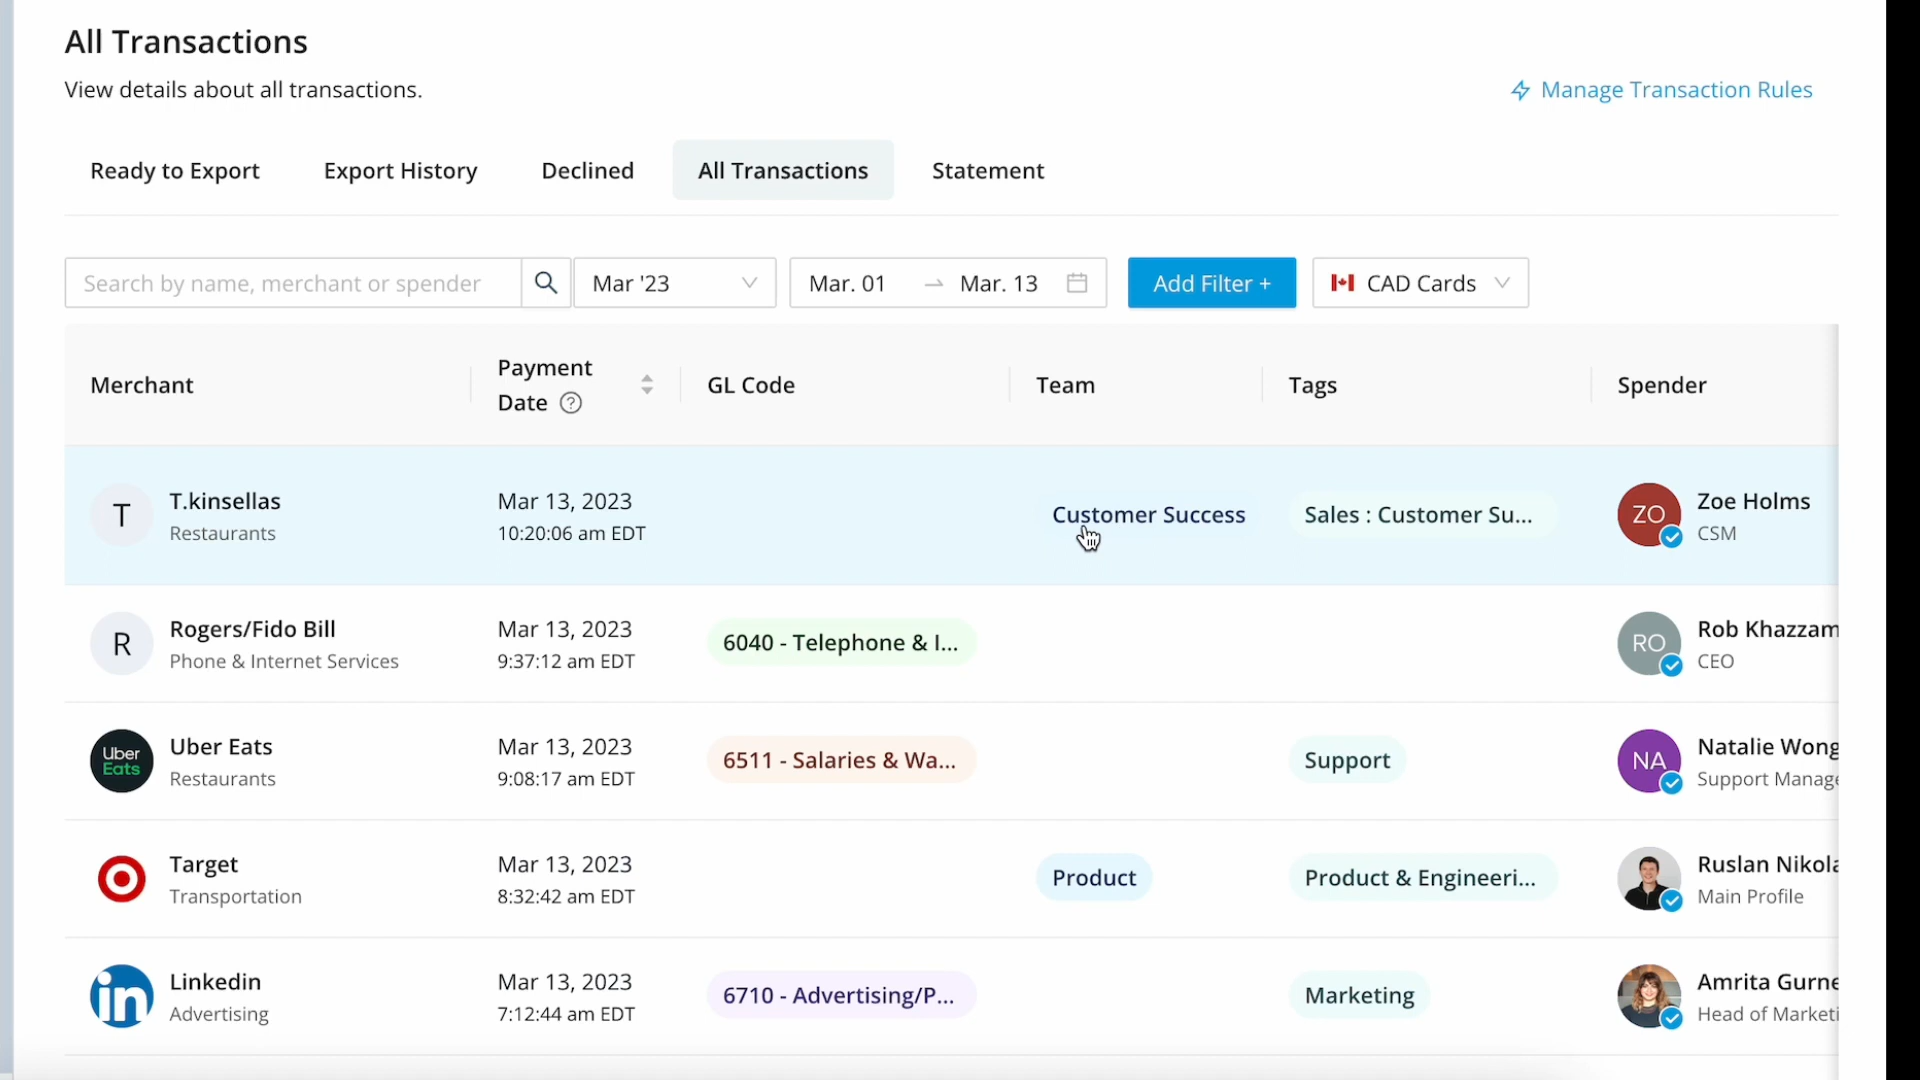 All Transactions
View details about all transactions.
Manage Transaction Rules
Ready to Export Export History Declined All Transactions Statement
Search by name, merchant or spender Mar '23 Mar. 01 Mar. 13 Add Filter + CAD Cards
Merchant Payment Date GL Code Team Tags Spender
T T.kinsellas Mar 13, 2023 Customer Success Sales : Customer Su... ZO Zoe Holms
Restaurants 10:20:06 am EDT CSM
R Rogers/Fido Bill Mar 13, 2023 6040 - Telephone & I... RO Rob Khazzam
Phone & Internet Services 9:37:12 am EDT CEO
Uber Eats Uber Eats Mar 13, 2023 6511 - Salaries & Wa... Support NA Natalie Wong
Restaurants 9:08:17 am EDT Support Manage
Target Mar 13, 2023 Product Product & Engineeri... Ruslan Nikola
Transportation 8:32:42 am EDT Main Profile
in Linkedin Mar 13, 2023 6710 - Advertising/P... Marketing Amrita Gurne
Advertising 7:12:44 am EDT Head of Marketi